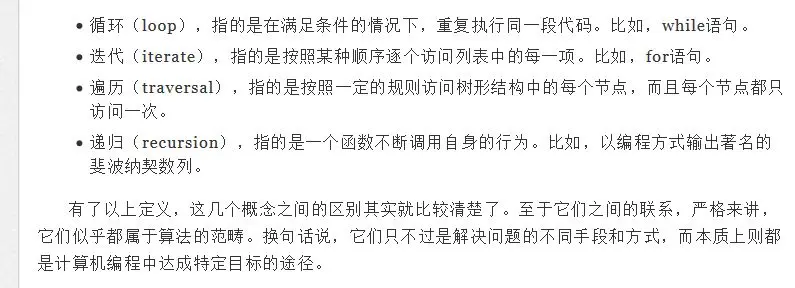 • 循环（loop），指的是在满足条件的情况下，重复执行同一段代码。比如，while语句。
• 迭代（iterate），指的是按照某种顺序逐个访问列表中的每一项。比如，for语句。
• 遍历（traversal），指的是按照一定的规则访问树形结构中的每个节点，而且每个节点都只
访问一次。
• 递归（recursion），指的是一个函数不断调用自身的行为。比如，以编程方式输出著名的
斐波纳契数列。
有了以上定义，这几个概念之间的区别其实就比较清楚了。至于它们之间的联系，严格来讲，
它们似乎都属于算法的范畴。换句话说，它们只不过是解决问题的不同手段和方式，而本质上则都
是计算机编程中达成特定目标的途径。